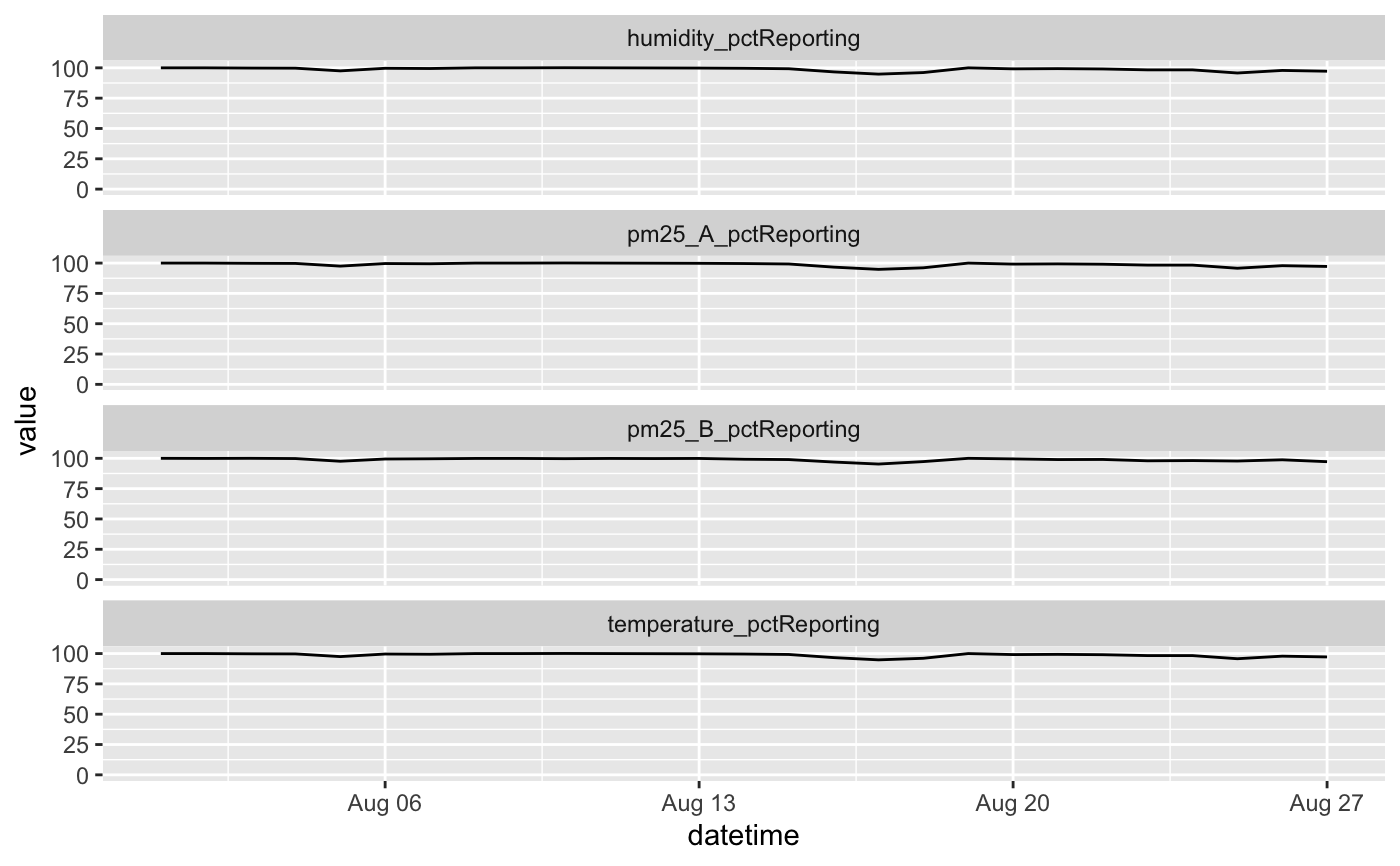 humidity_pctReporting
100
75
50
25
0
pm25_A_pctReporting
100
75
50
25
0
value
pm25_B_pctReporting
100
75
50
25
0
temperature_pctReporting
100
75
50
25
0
Aug 06 Aug 13 Aug 20 Aug 27
datetime